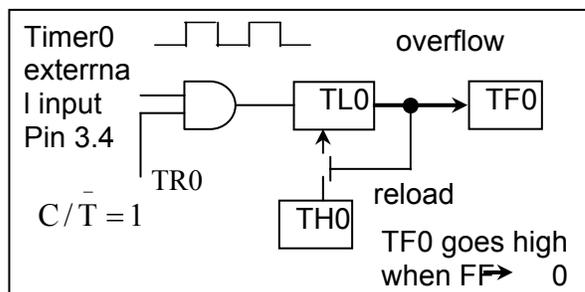 Timer0
exterrna
l input
Pin 3.4
overflow
TL0
TF0
TR0
reload
C/T̄ = 1
TH0
TF0 goes high
when FF → 0